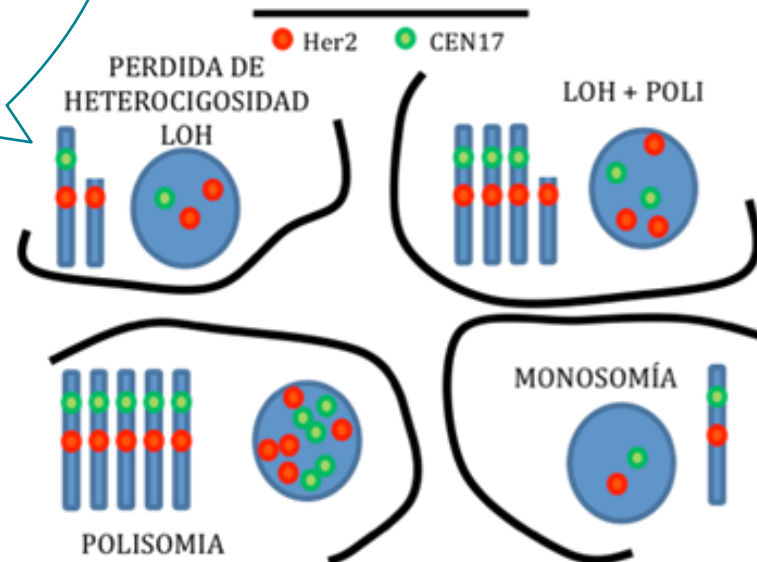 Her2
CEN17
PERDIDA DE
HETEROCIGOSIDAD
LOH
LOH + POLI
MONOSOMÍA
POLISOMIA